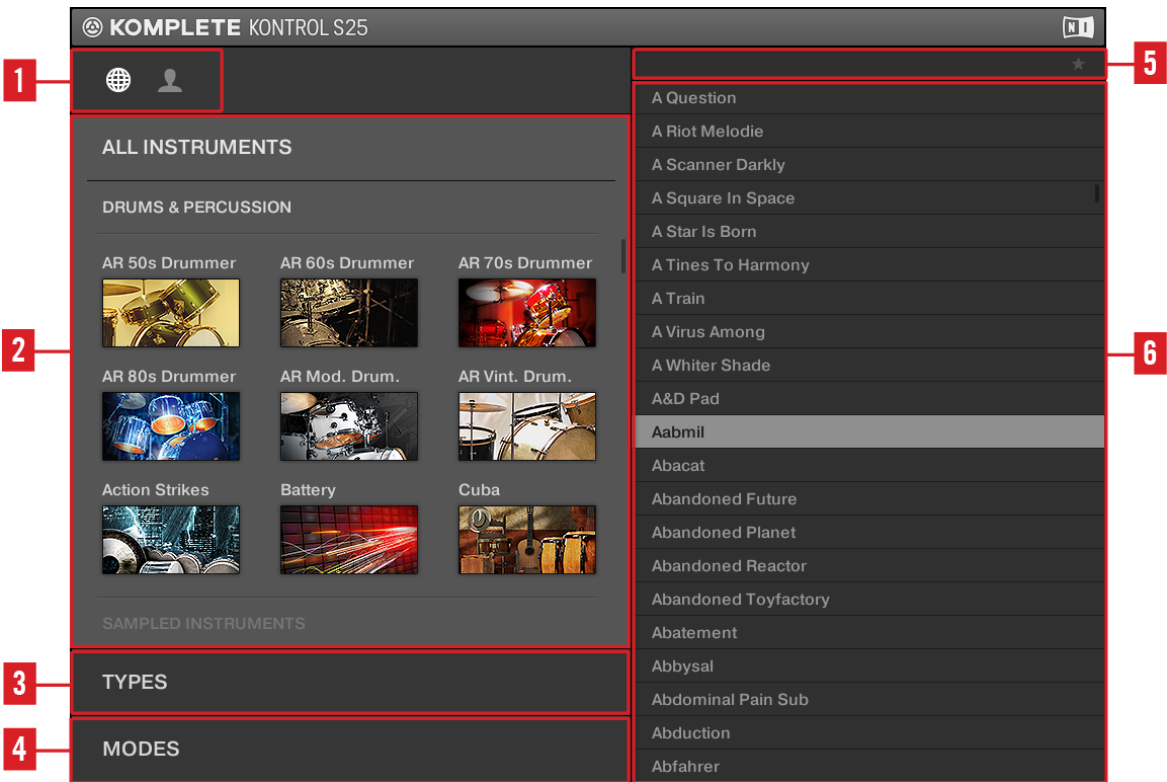 KOMPLETE KONTROL S25
NI
1
5
A Question
ALL INSTRUMENTS
A Riot Melodie
A Scanner Darkly
DRUMS & PERCUSSION
A Square In Space
A Star Is Born
AR 50s Drummer AR 60s Drummer AR 70s Drummer
A Tines To Harmony
A Train
A Virus Among
2
6
A Whiter Shade
AR 80s Drummer AR Mod. Drum. AR Vint. Drum.
A&D Pad
Aabmil
Abacat
Action Strikes Battery Cuba
Abandoned Future
Abandoned Planet
Abandoned Reactor
Abandoned Toyfactory
SAMPLED INSTRUMENTS
Abatement
Abbysal
3
TYPES
Abdominal Pain Sub
Abduction
4
MODES
Abfahrer